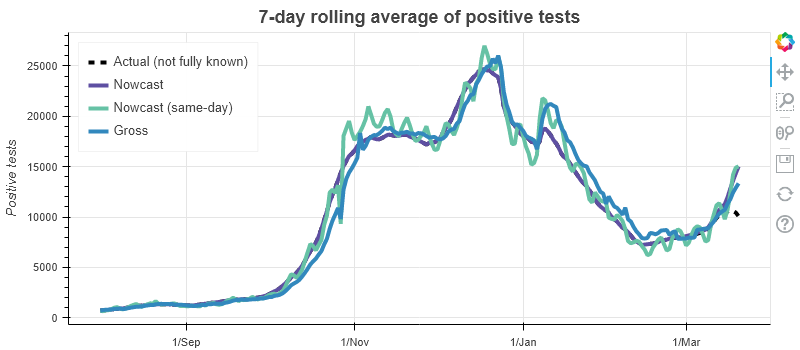 7-day rolling average of positive tests
Actual (not fully known)
Nowcast
Nowcast (same-day)
Gross
Positive tests
25000
20000
15000
10000
5000
0
1/Sep
1/Nov
1/Jan
1/Mar